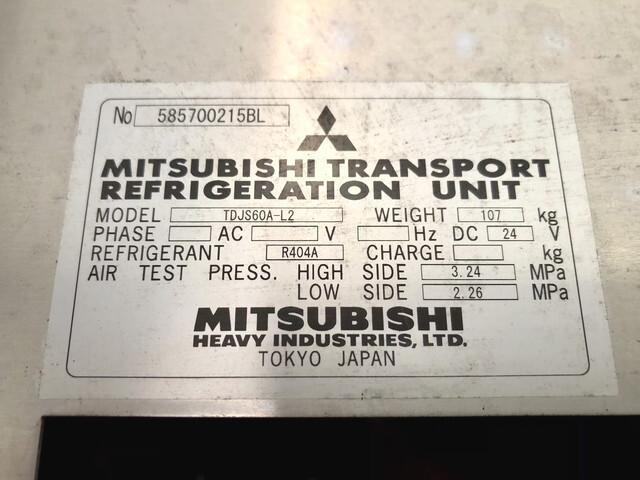 No 585700215BL
MITSUBISHI TRANSPORT
REFRIGERATION UNIT
MODEL TDJS60A-L2 WEIGHT 107 kg
PHASE AC V Hz DC 24 V
REFRIGERANT R404A CHARGE kg
AIR TEST PRESS. HIGH SIDE 3.24 MPa
LOW SIDE 2.26 MPa
MITSUBISHI
HEAVY INDUSTRIES, LTD.
TOKYO JAPAN